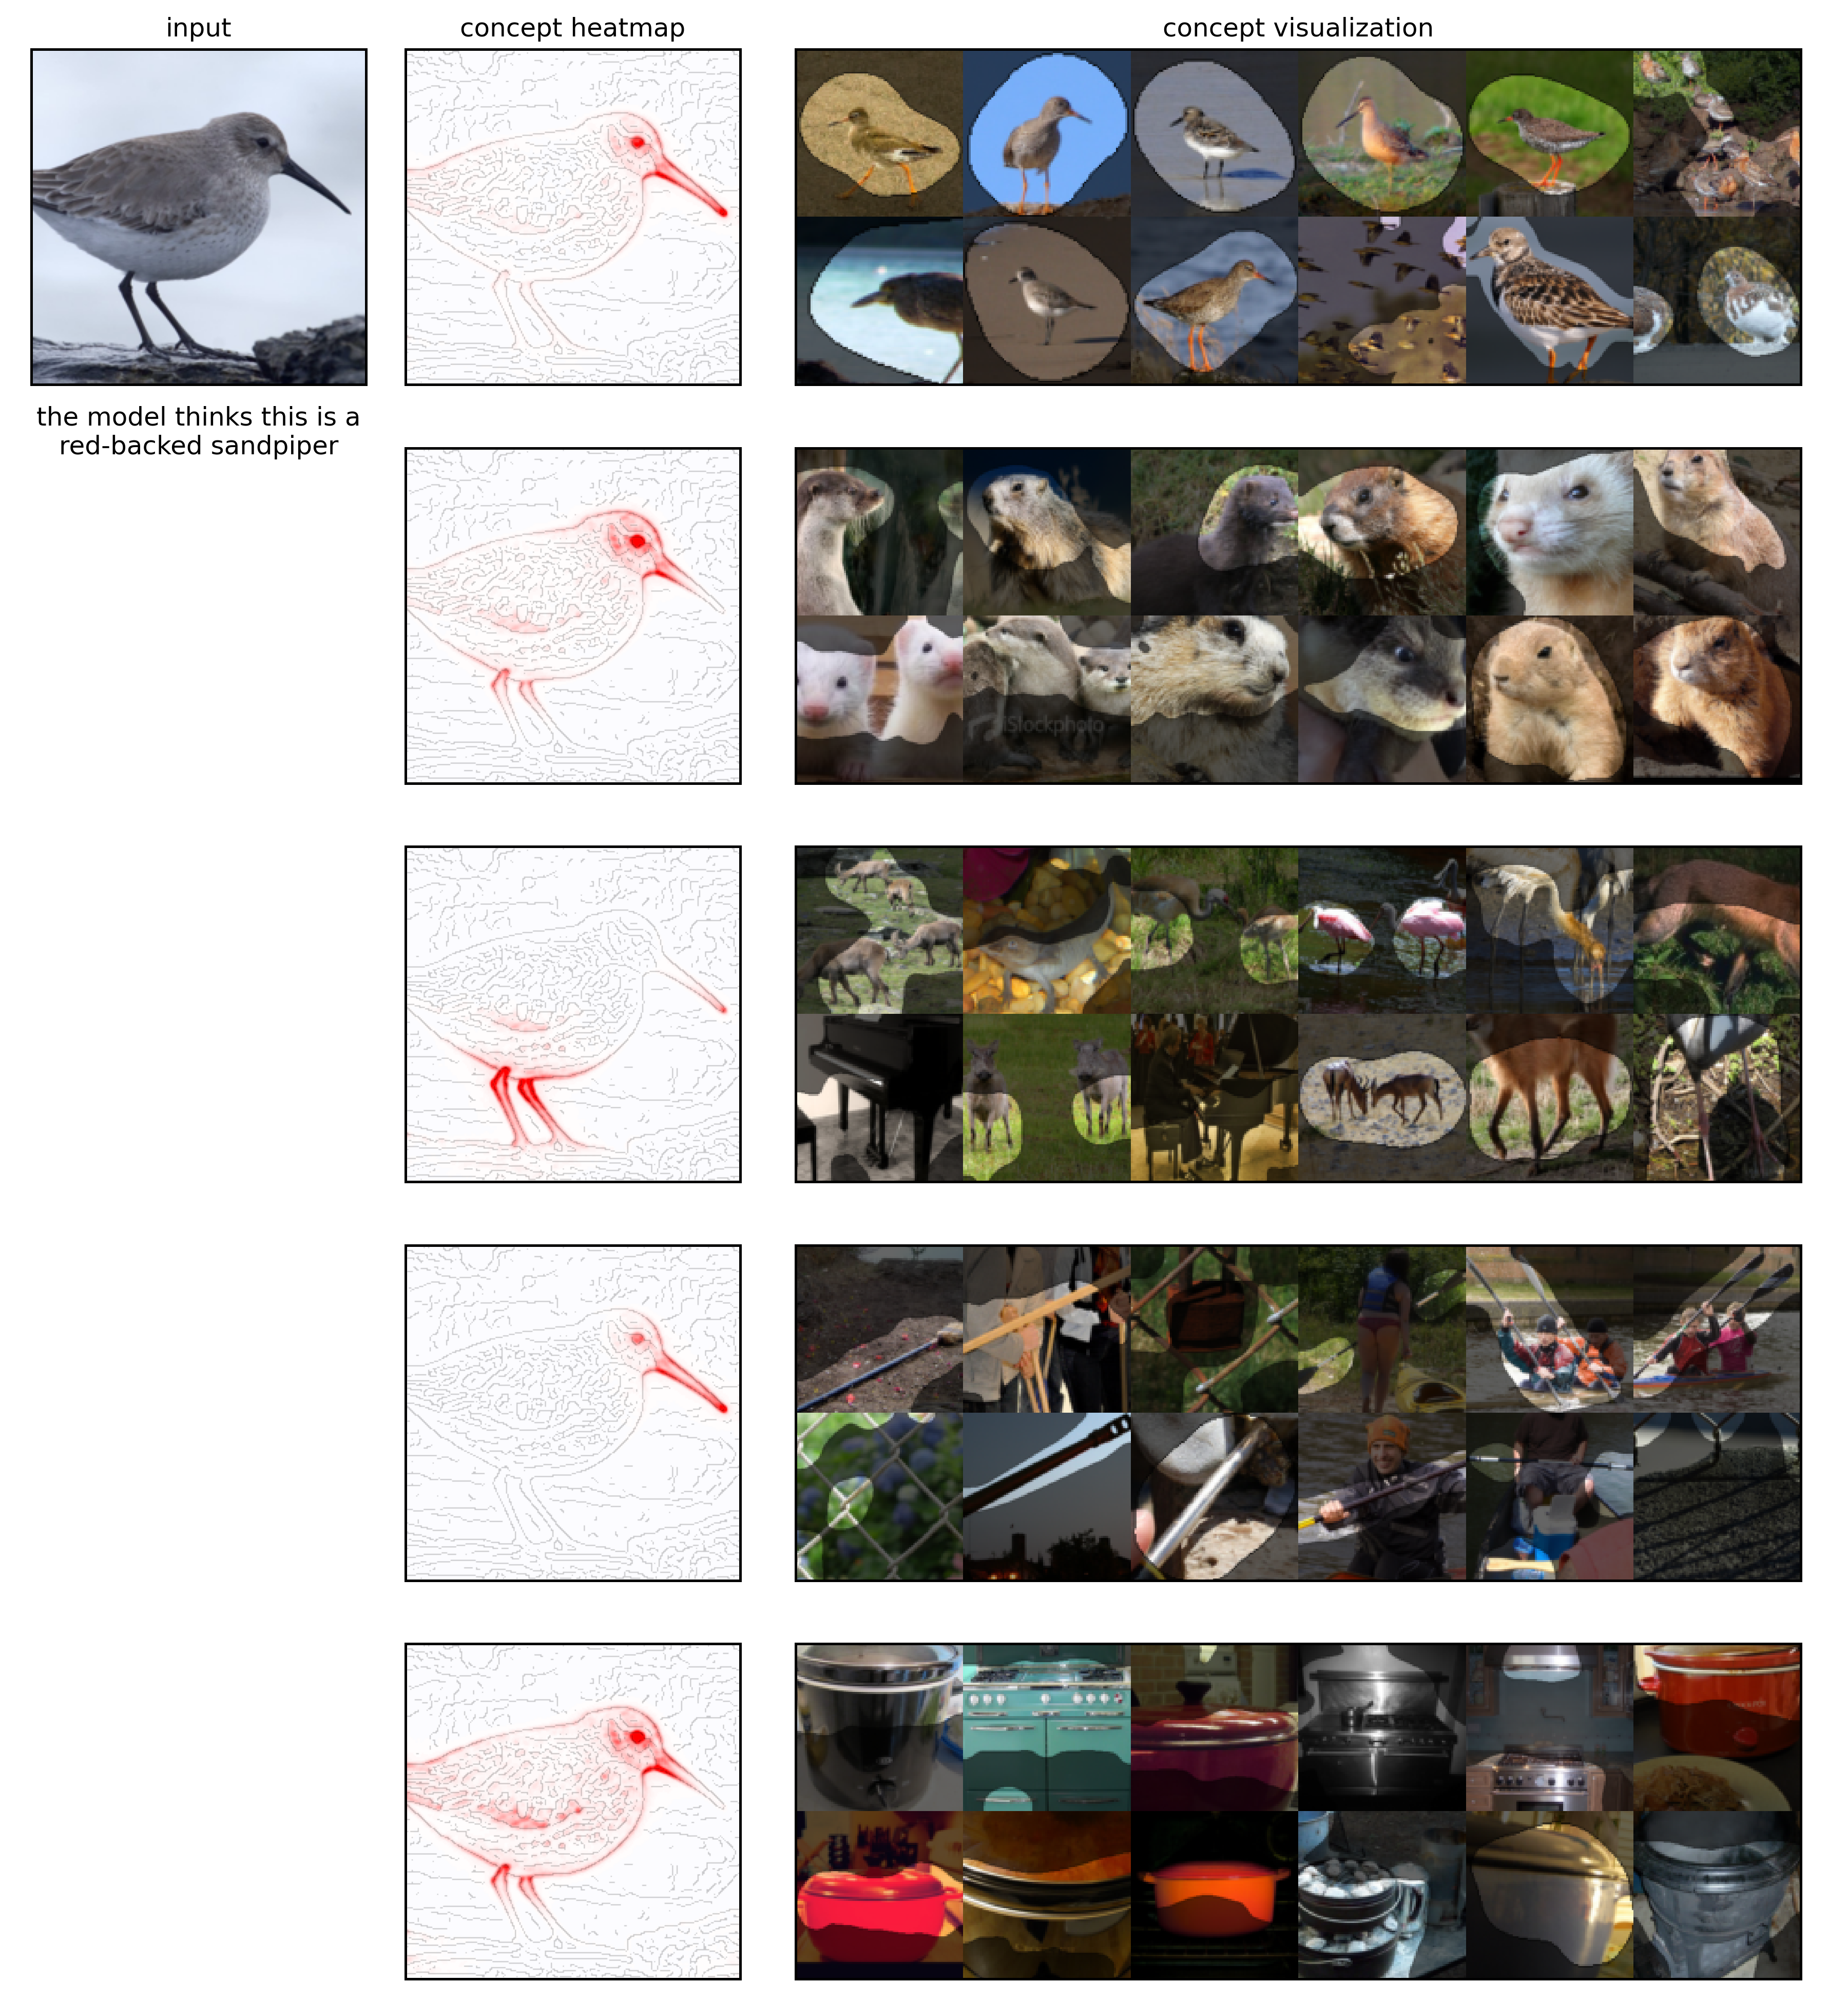 input
concept heatmap
concept visualization
the model thinks this is a
red-backed sandpiper
iStockphoto